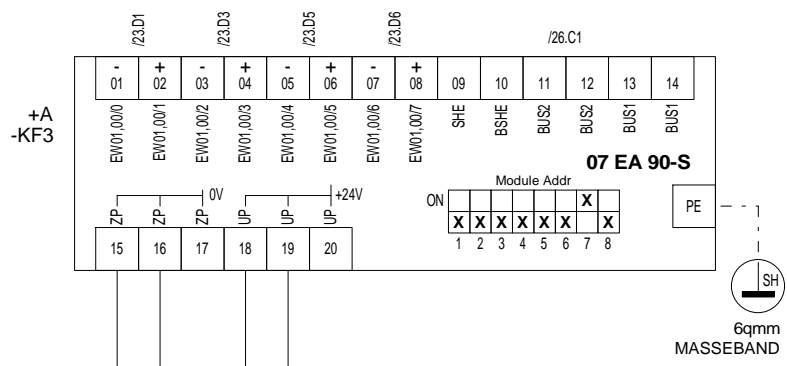 /23.D1 /23.D3 /23.D5 /23.D6 /26.C1
- + - + - + - +
01 02 03 04 05 06 07 08 09 10 11 12 13 14
+A
-KF3
EW01,00/0 EW01,00/1 EW01,00/2 EW01,00/3 EW01,00/4 EW01,00/5 EW01,00/6 EW01,00/7 SHE BSHE BUS2 BUS2 BUS1 BUS1
07 EA 90-S
Module Addr
0V +24V
ON X
X X X X X X X
1 2 3 4 5 6 7 8
PE
ZP ZP ZP UP UP UP
15 16 17 18 19 20
SH
6qmm
MASSEBAND